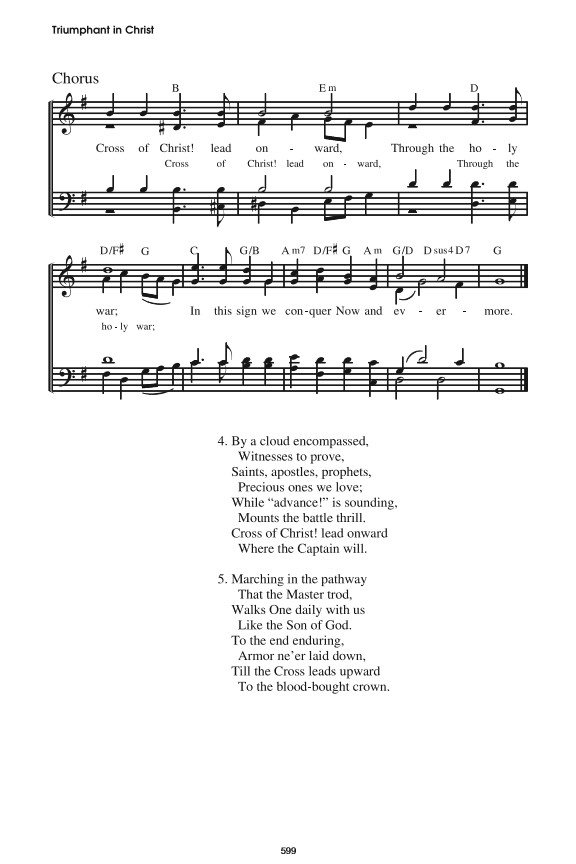 Triumphant in Christ
Chorus
B Em D
Cross of Christ! lead on - ward, Through the ho - ly
Cross of Christ! lead on - ward, Through the
D/F♯ G C G/B Am7 D/F♯ G Am G/D Dsus4 D7 G
war; In this sign we con-quer Now and ev - er - more.
ho - ly war;
4. By a cloud encompassed,
Witnesses to prove,
Saints, apostles, prophets,
Precious ones we love;
While “advance!” is sounding,
Mounts the battle thrill.
Cross of Christ! lead onward
Where the Captain will.
5. Marching in the pathway
That the Master trod,
Walks One daily with us
Like the Son of God.
To the end enduring,
Armor ne'er laid down,
Till the Cross leads upward
To the blood-bought crown.
599